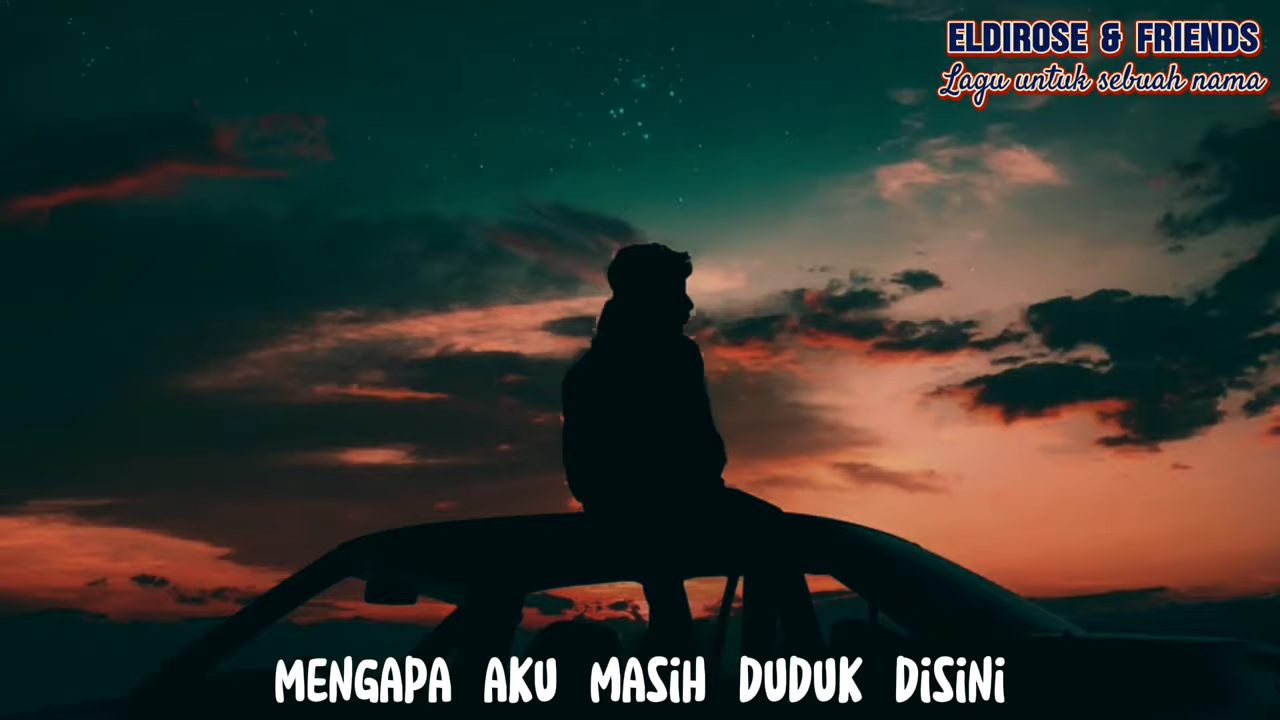 ELDIROSE & FRIENDS
Lagu untuk sebuah nama
MENGAPA AKU MASiH DUDUK DiSiNi